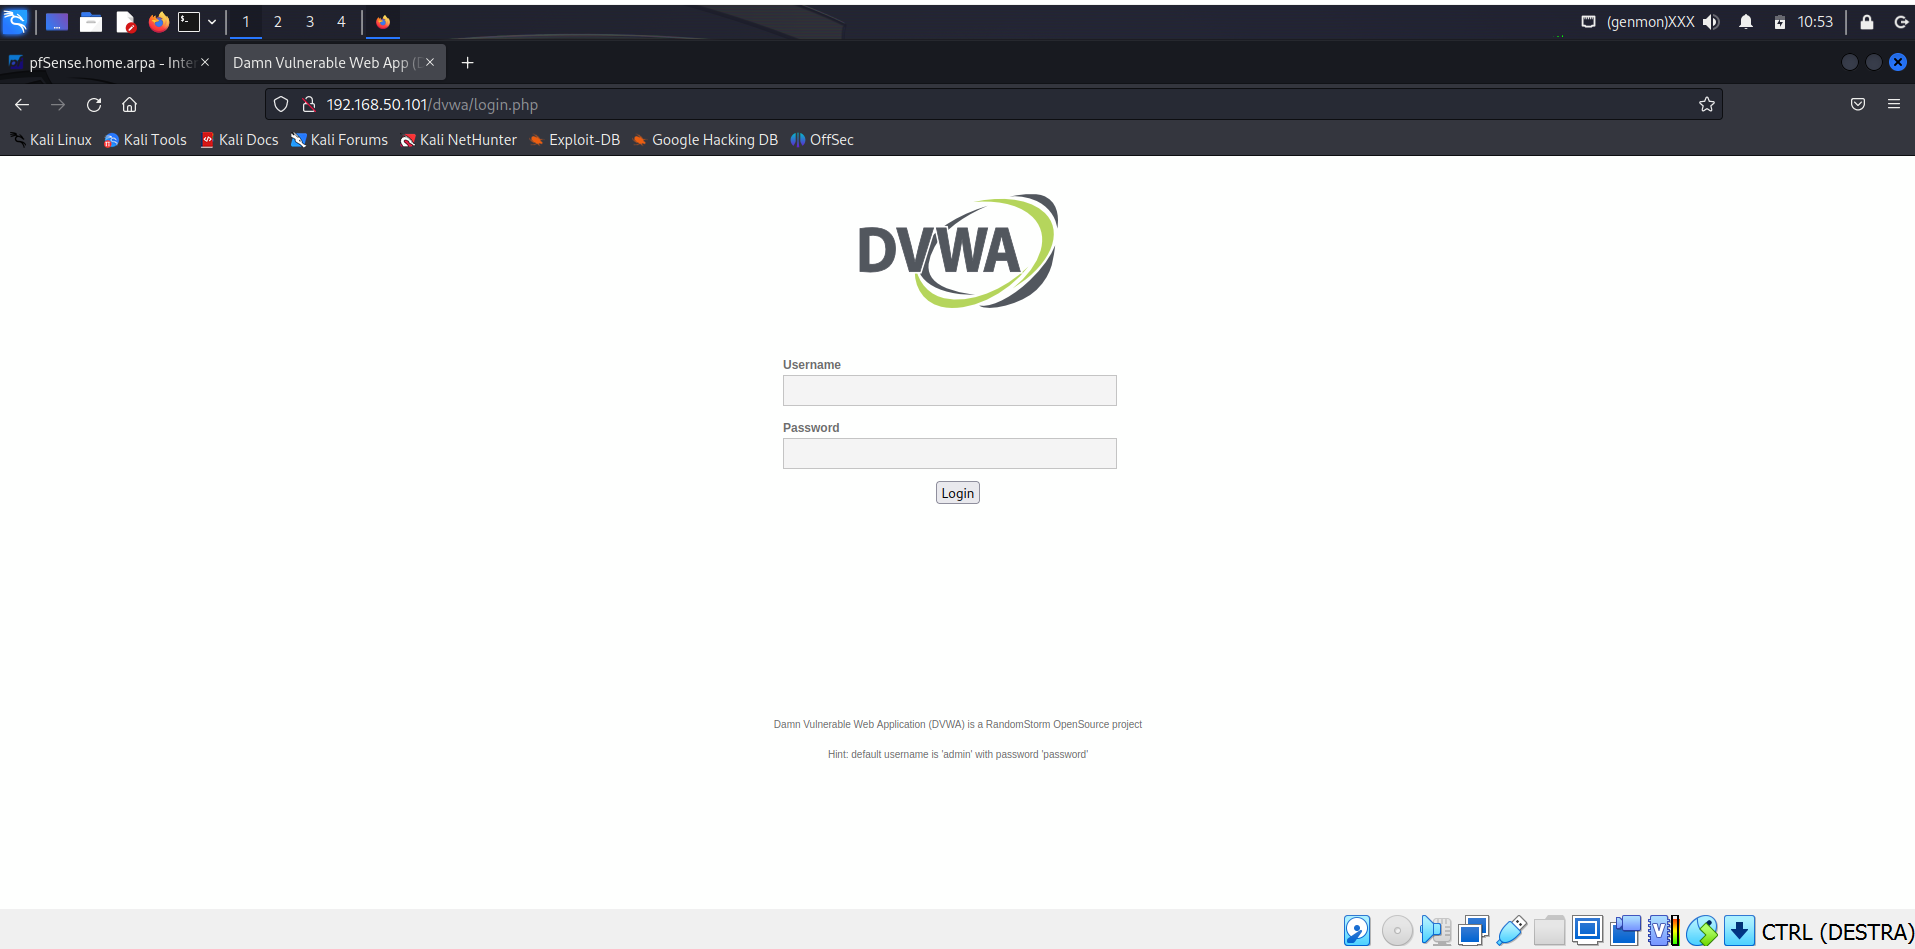 1 2 3 4 (genmon)XXX 10:53
pfSense.home.arpa - Inte Damn Vulnerable Web App (
192.168.50.101/dvwa/login.php
Kali Linux Kali Tools Kali Docs Kali Forums Kali NetHunter Exploit-DB Google Hacking DB OffSec
DVWA
Username
Password
Login
Damn Vulnerable Web Application (DVWA) is a RandomStorm OpenSource project
Hint: default username is 'admin' with password 'password'
CTRL (DESTRA)